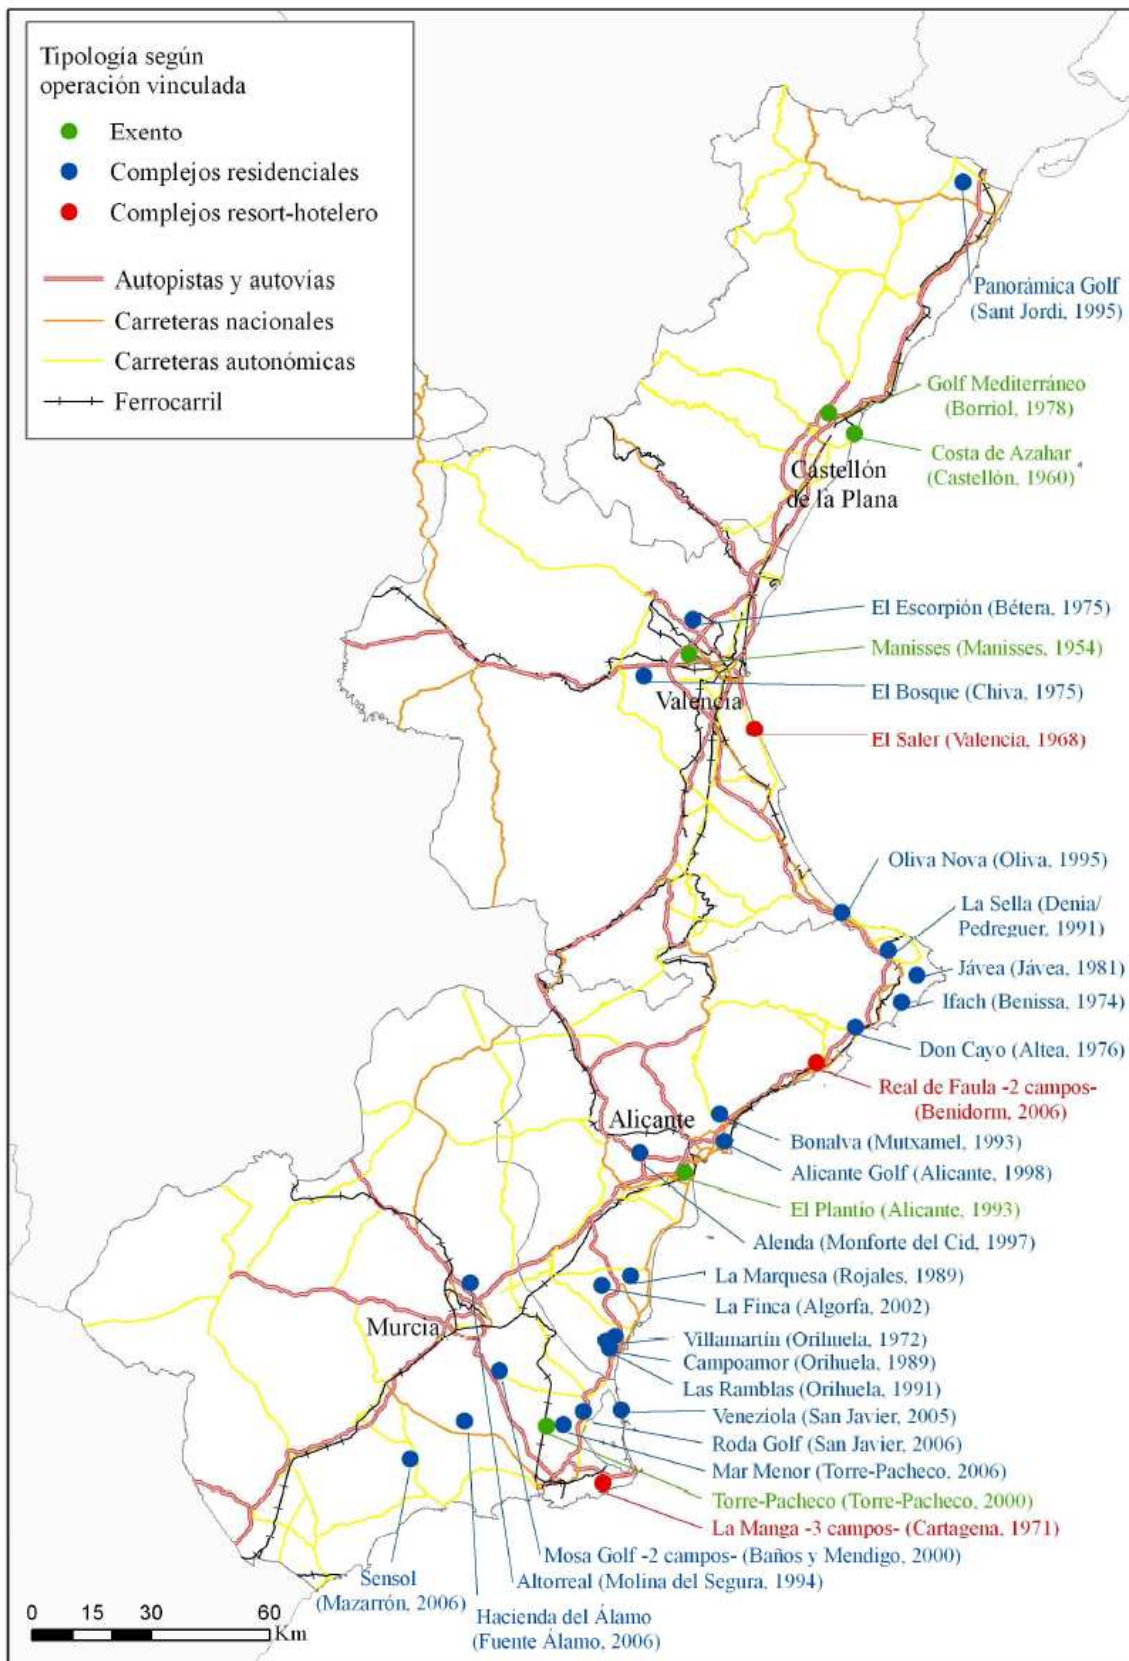 Tipología según
operación vinculada
Exento
Complejos residenciales
Complejos resort-hotelero
Autopistas y autovías
Carreteras nacionales
Carreteras autonómicas
Ferrocarril
Panorámica Golf
(Sant Jordi, 1995)
Golf Mediterráneo
(Borriol, 1978)
Costa de Azahar
(Castellón, 1960)
Castellón
de la Plana
El Escorpión (Bétera, 1975)
Manisses (Manisses, 1954)
El Bosque (Chiva, 1975)
Valencia
El Saler (Valencia, 1968)
Oliva Nova (Oliva, 1995)
La Sella (Denia/
Pedreguer, 1991)
Jávea (Jávea, 1981)
Ifach (Benissa, 1974)
Don Cayo (Altea, 1976)
Real de Faula -2 campos-
(Benidorm, 2006)
Alicante
Bonalva (Mutxamel, 1993)
Alicante Golf (Alicante, 1998)
El Plantío (Alicante, 1993)
Alenda (Monforte del Cid, 1997)
La Marquesa (Rojales, 1989)
La Finca (Algorfa, 2002)
Murcia
Villamartín (Orihuela, 1972)
Campoamor (Orihuela, 1989)
Las Ramblas (Orihuela, 1991)
Veneziola (San Javier, 2005)
Roda Golf (San Javier, 2006)
Mar Menor (Torre-Pacheco, 2006)
Torre-Pacheco (Torre-Pacheco, 2000)
La Manga -3 campos- (Cartagena, 1971)
Mosa Golf -2 campos- (Baños y Mendigo, 2000)
Altorreal (Molina del Segura, 1994)
Sensol
(Mazarrón, 2006)
Hacienda del Álamo
(Fuente Álamo, 2006)
0 15 30 60
Km